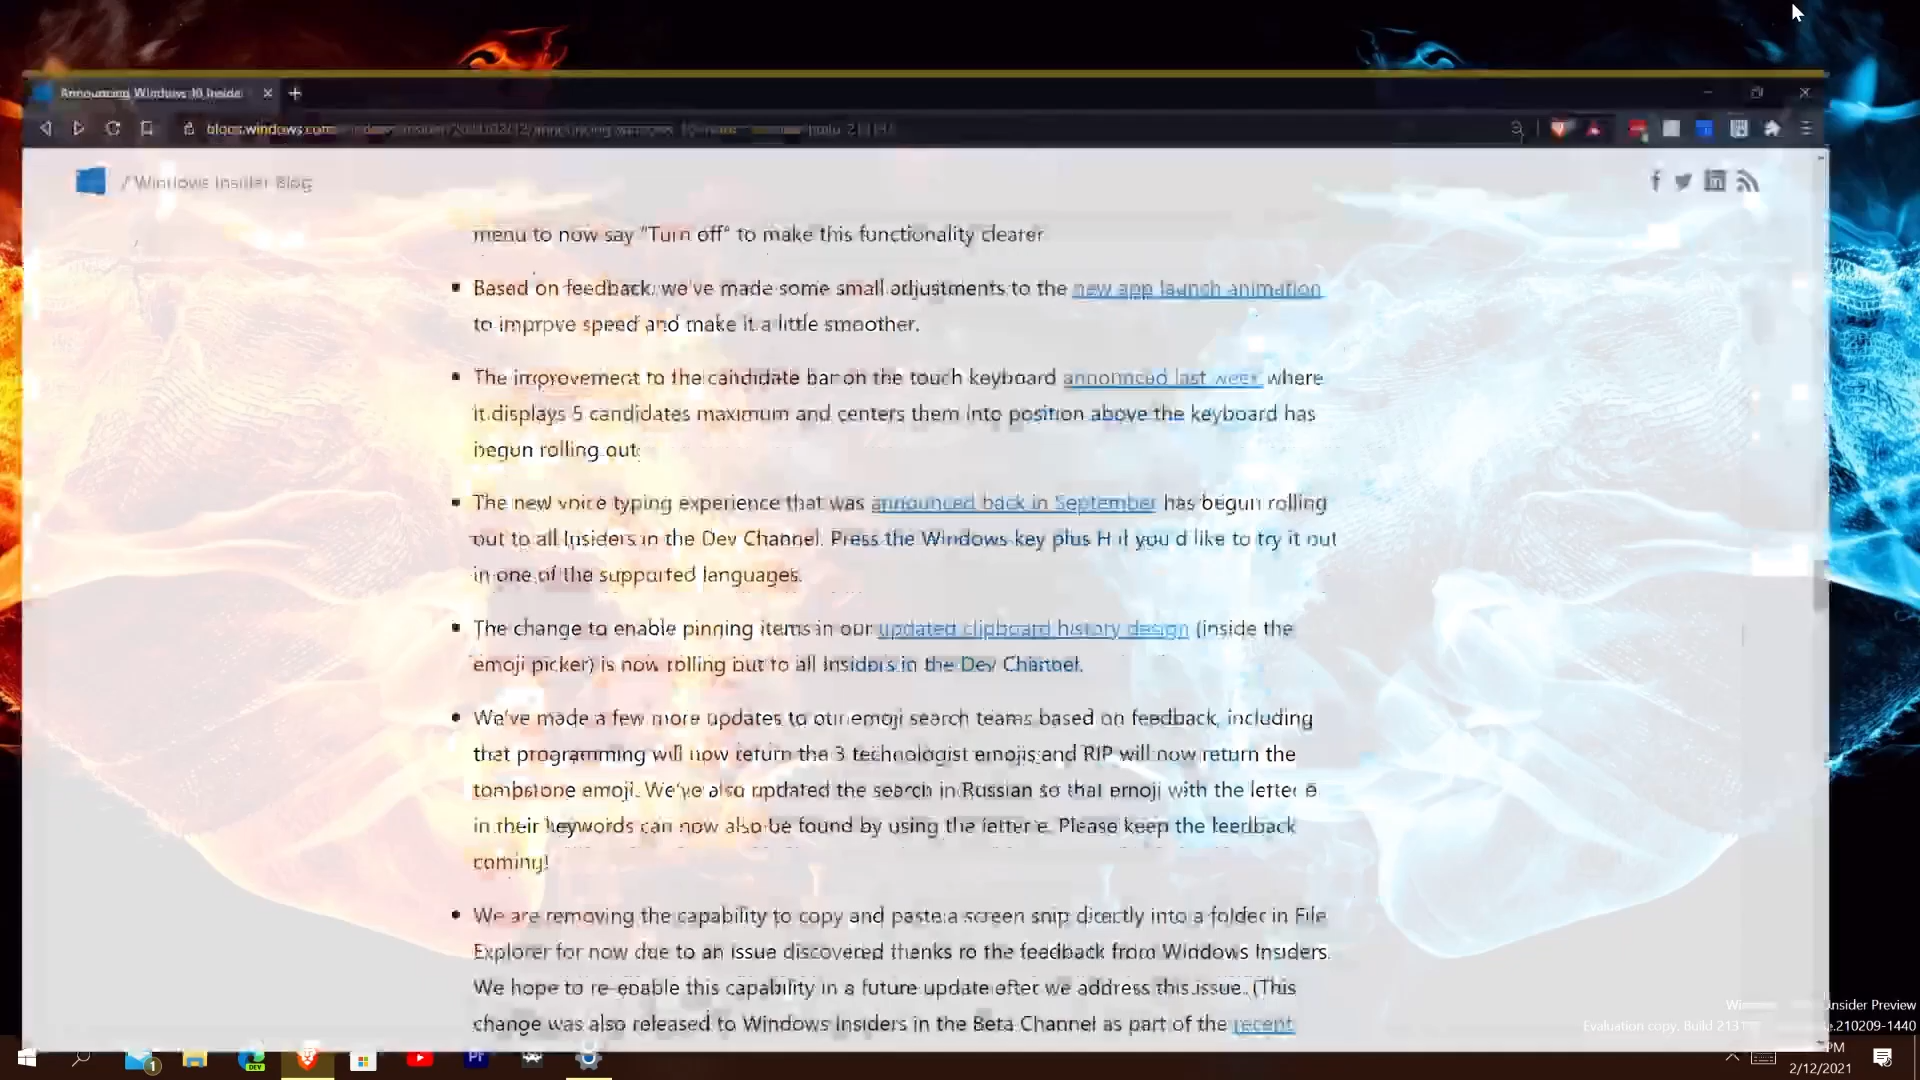 Announcing Windows 10 Inside
blogs.windows.com
/ Windows Insider Blog
menu to now say "Turn off" to make this functionality clearer
Based on feedback, we've made some small adjustments to the new app launch animation
to improve speed and make it a little smoother.
The improvement to the candidate bar on the touch keyboard announced last week where
it displays 5 candidates maximum and centers them into position above the keyboard has
begun rolling out.
The new voice typing experience that was announced back in September has begun rolling
out to all Insiders in the Dev Channel. Press the Windows key plus H if you'd like to try it out
in one of the supported languages.
The change to enable pinning items in our updated clipboard history design (inside the
emoji picker) is now rolling out to all Insiders in the Dev Channel.
We've made a few more updates to our emoji search teams based on feedback, including
that programming will now return the 3 technologist emojis and RIP will now return the
tombstone emoji. We've also updated the search in Russian so that emoji with the letter ё
in their keywords can now also be found by using the letter е. Please keep the feedback
coming!
We are removing the capability to copy and paste a screen snip directly into a folder in File
Explorer for now due to an issue discovered thanks to the feedback from Windows Insiders.
We hope to re-enable this capability in a future update after we address this issue. (This
change was also released to Windows Insiders in the Beta Channel as part of the recent
Insider Preview
Evaluation copy. Build 213 .210209-1440
1
DEV
PF
PM
2/12/2021